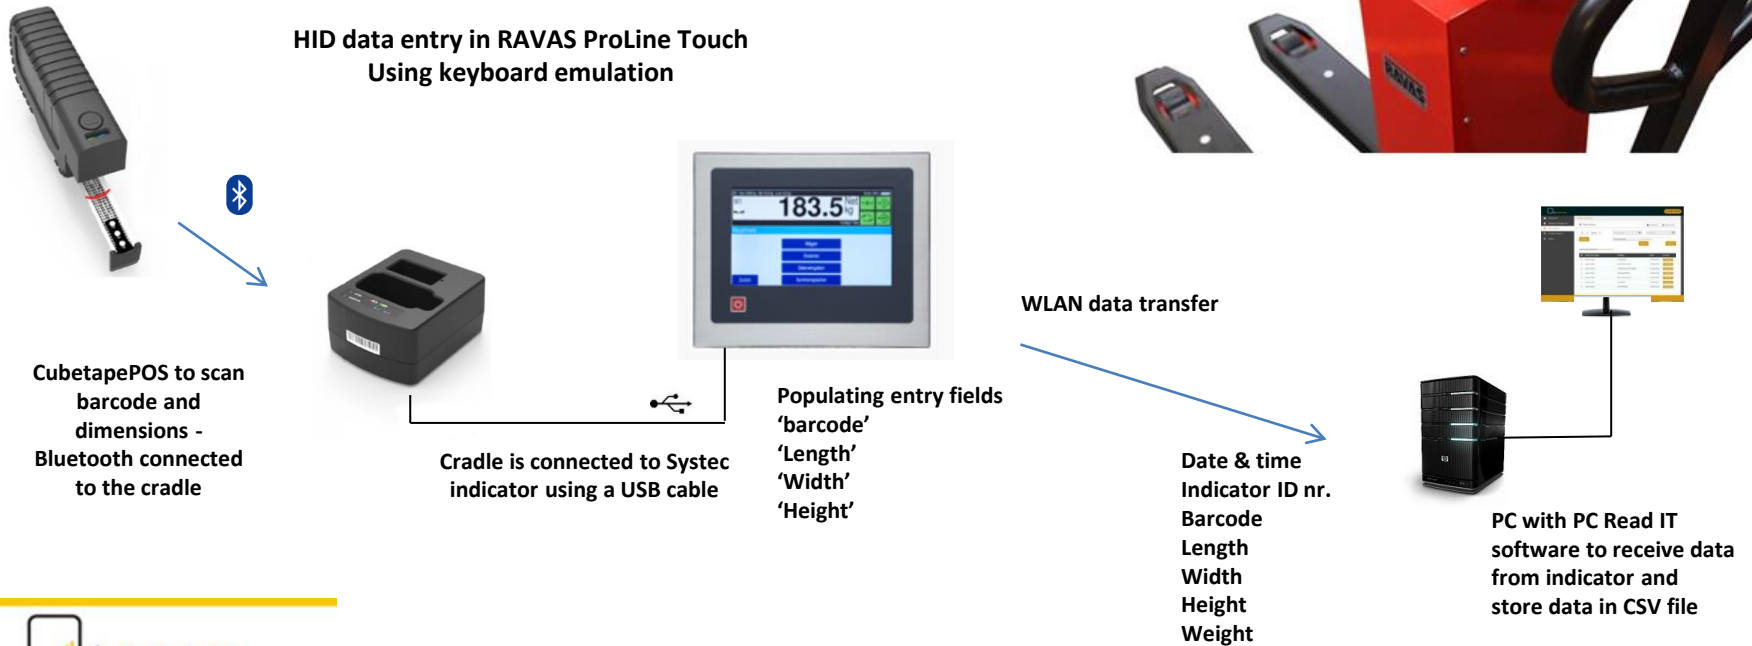 HID data entry in RAVAS ProLine Touch
Using keyboard emulation
RAVAS
183.5
Net
kg
WLAN data transfer
CubetapePOS to scan
barcode and
dimensions -
Bluetooth connected
to the cradle
Cradle is connected to Systec
indicator using a USB cable
Populating entry fields
‘barcode’
‘Length’
‘Width’
‘Height’
Date & time
Indicator ID nr.
Barcode
Length
Width
Height
Weight
PC with PC Read IT
software to receive data
from indicator and
store data in CSV file